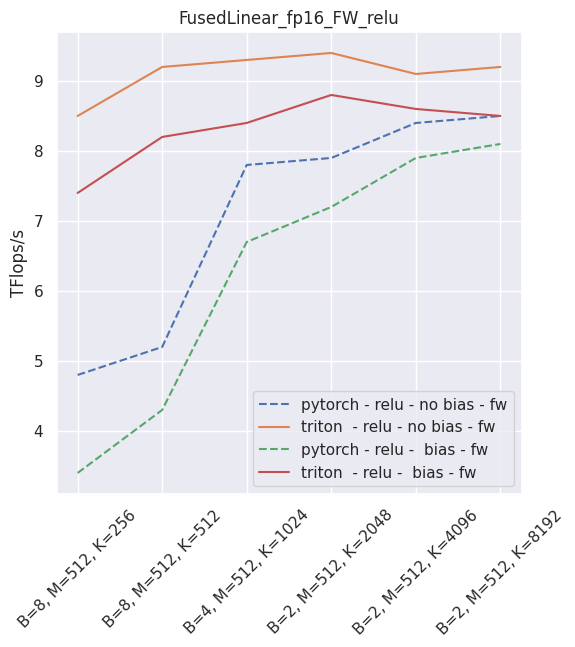 FusedLinear_fp16_FW_relu
TFlops/s
9
8
7
6
5
4
pytorch - relu - no bias - fw
triton  - relu - no bias - fw
pytorch - relu -  bias - fw
triton  - relu -  bias - fw
B=8, M=512, K=256
B=8, M=512, K=512
B=4, M=512, K=1024
B=2, M=512, K=2048
B=2, M=512, K=4096
B=2, M=512, K=8192